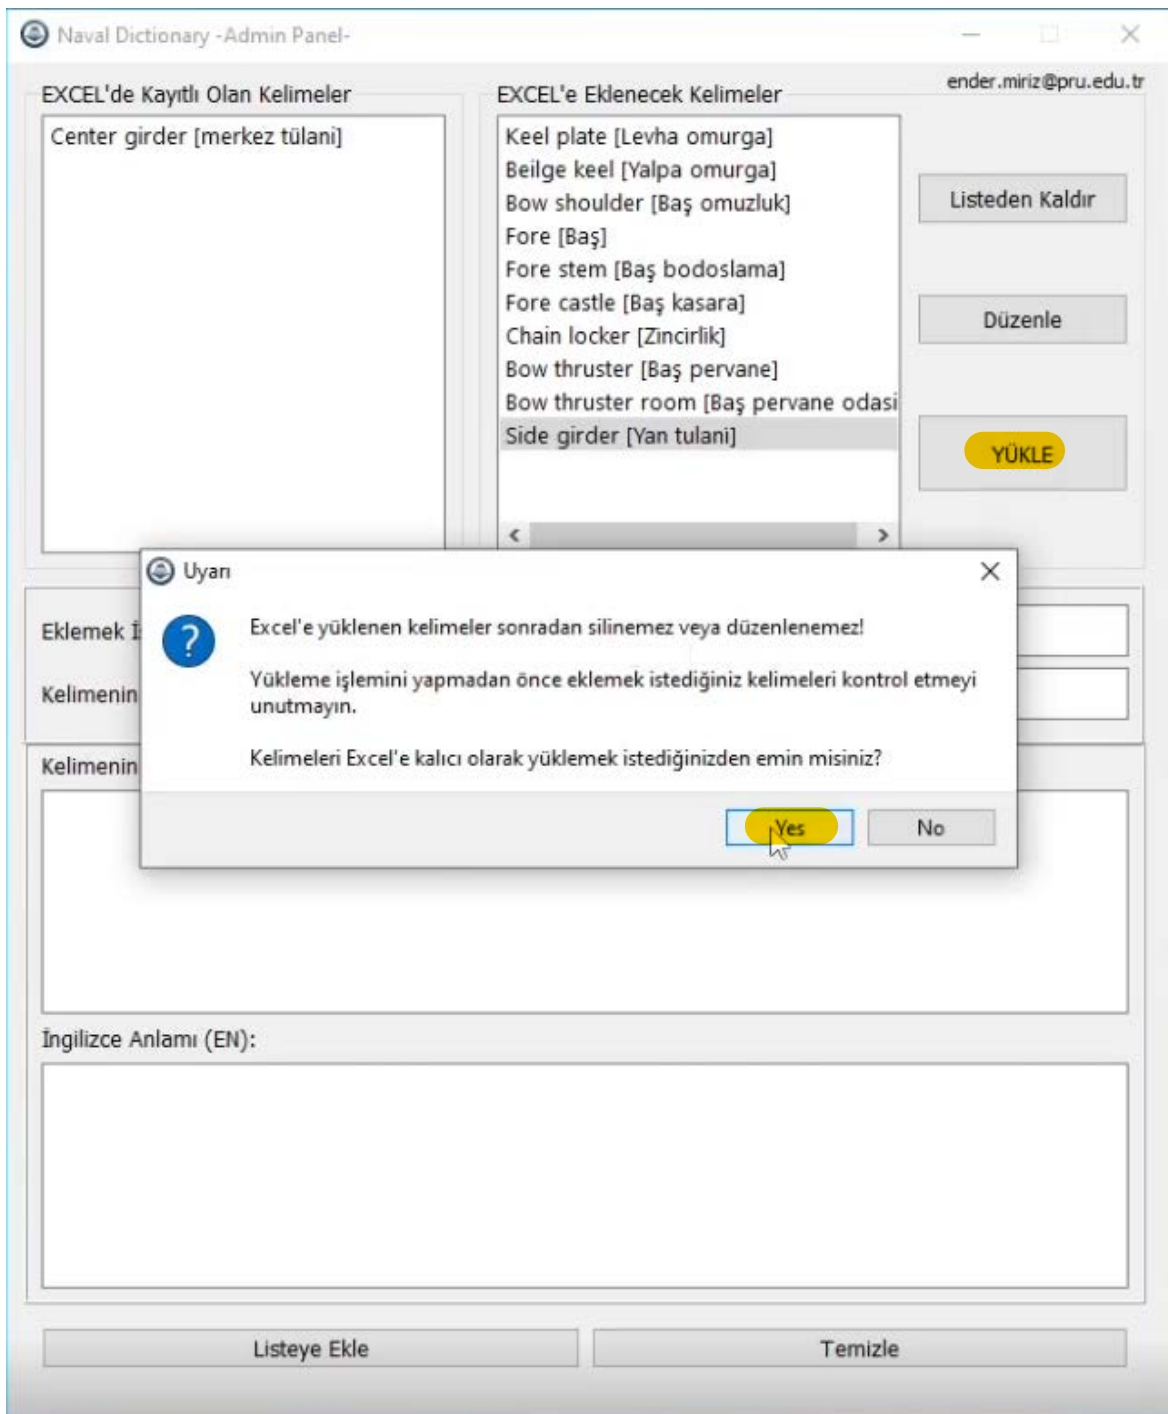 Naval Dictionary -Admin Panel-
ender.miriz@pru.edu.tr
EXCEL'de Kayıtlı Olan Kelimeler
Center girder [merkez tülani]
EXCEL'e Eklenecek Kelimeler
Keel plate [Levha omurga]
Beilge keel [Yalpa omurga]
Bow shoulder [Baş omuzluk]
Fore [Baş]
Fore stem [Baş bodoslama]
Fore castle [Baş kasara]
Chain locker [Zincirlik]
Bow thruster [Baş pervane]
Bow thruster room [Baş pervane odasi
Side girder [Yan tulani]
Listeden Kaldır
Düzenle
YÜKLE
Uyarı
Excel'e yüklenen kelimeler sonradan silinemez veya düzenlenemez!
Yükleme işlemini yapmadan önce eklemek istediğiniz kelimeleri kontrol etmeyi
unutmayın.
Kelimeleri Excel'e kalıcı olarak yüklemek istediğinizden emin misiniz?
Yes
No
Eklemek
Kelimenin
Kelimenin
İngilizce Anlamı (EN):
Listeye Ekle
Temizle